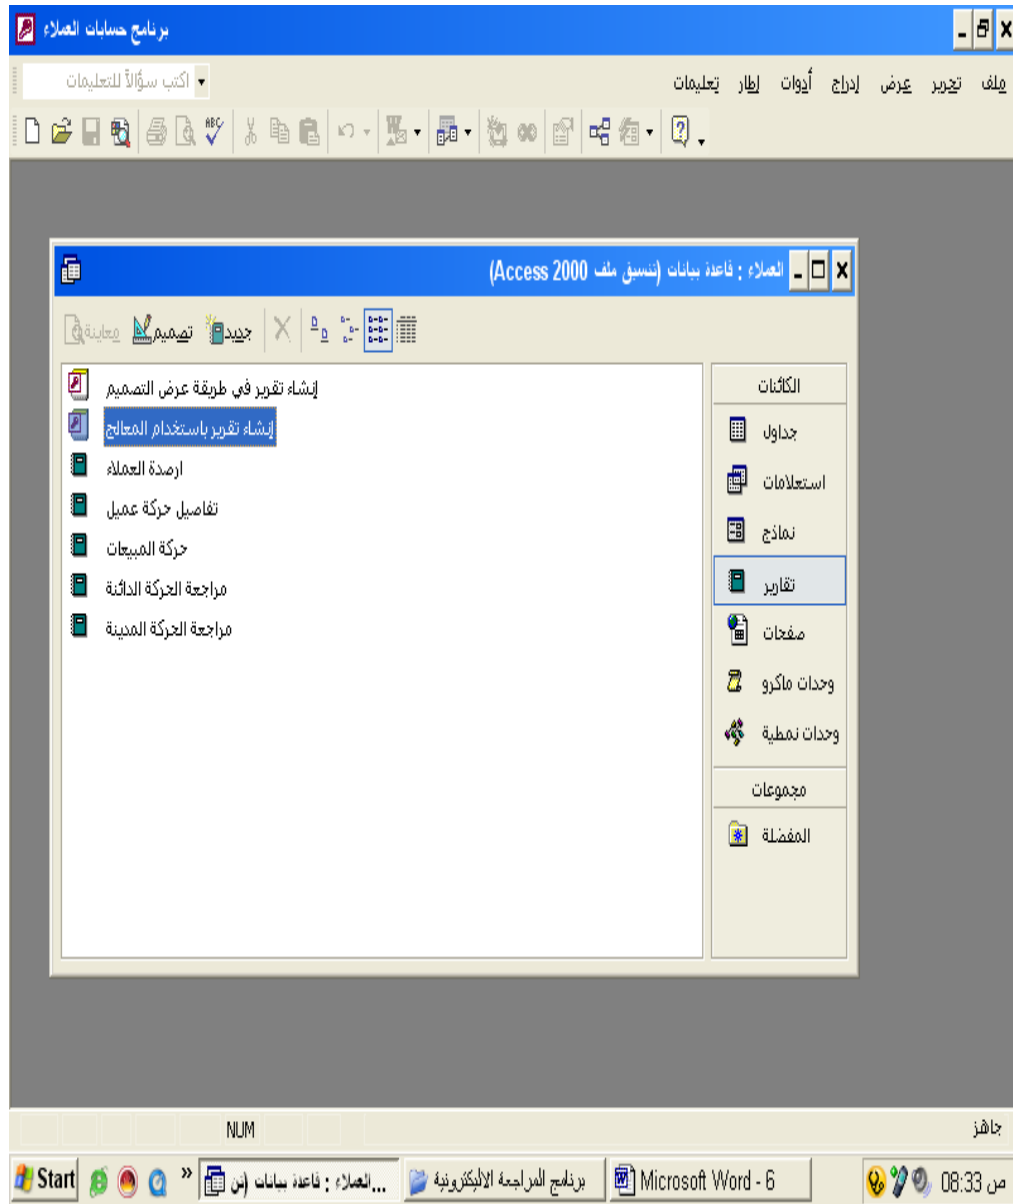 برنامج حسابات العملاء
ملف تحرير عرض إدراج أدوات إطار تعليمات
اكتب سؤالاً للتعليمات
ABC
العملاء : قاعدة بيانات (تنسيق ملف Access 2000)
معاينة تصميم جديد
الكائنات
جداول
استعلامات
نماذج
تقارير
صفحات
وحدات ماكرو
وحدات نمطية
مجموعات
المفضلة
إنشاء تقرير في طريقة عرض التصميم
إنشاء تقرير باستخدام المعالج
ارصدة العملاء
تفاصيل حركة عميل
حركة المبيعات
مراجعة الحركة الدائنة
مراجعة الحركة المدينة
جاهز
NUM
Start
»
العملاء : قاعدة بيانات (تن...
برنامج المراجعة الاليكترونية
Microsoft Word - 6
08:33 ص